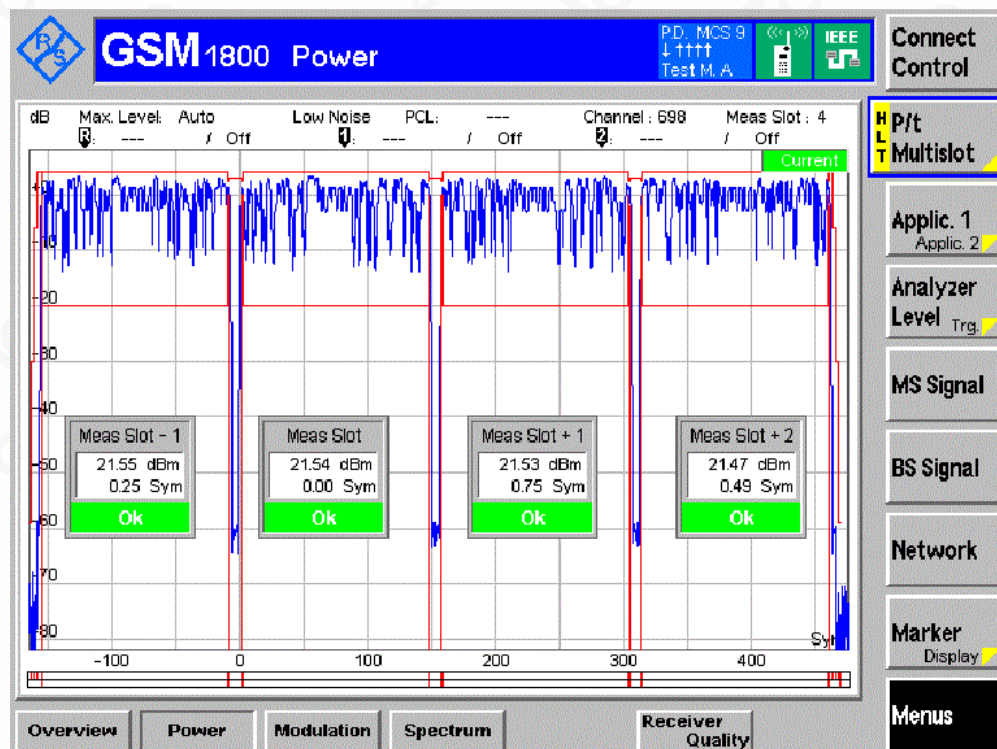 R/S
GSM 1800 Power
P.D. MCS 9
↓ ↑↑↑↑
Test M. A
IEEE
Connect Control
dB Max. Level: Auto Low Noise PCL: --- Channel : 698 Meas Slot : 4
R: --- / Off 1: --- / Off 2: --- / Off
Current
-10
-20
-30
-40
-50
-60
-70
-80
Meas Slot - 1
21.55 dBm
0.25 Sym
Ok
Meas Slot
21.54 dBm
0.00 Sym
Ok
Meas Slot + 1
21.53 dBm
0.75 Sym
Ok
Meas Slot + 2
21.47 dBm
0.49 Sym
Ok
-100 0 100 200 300 400
HLT
P/t
Multislot
Applic. 1
Applic. 2
Analyzer
Level Trg.
MS Signal
BS Signal
Network
Marker
Display
Menus
Overview Power Modulation Spectrum Receiver Quality